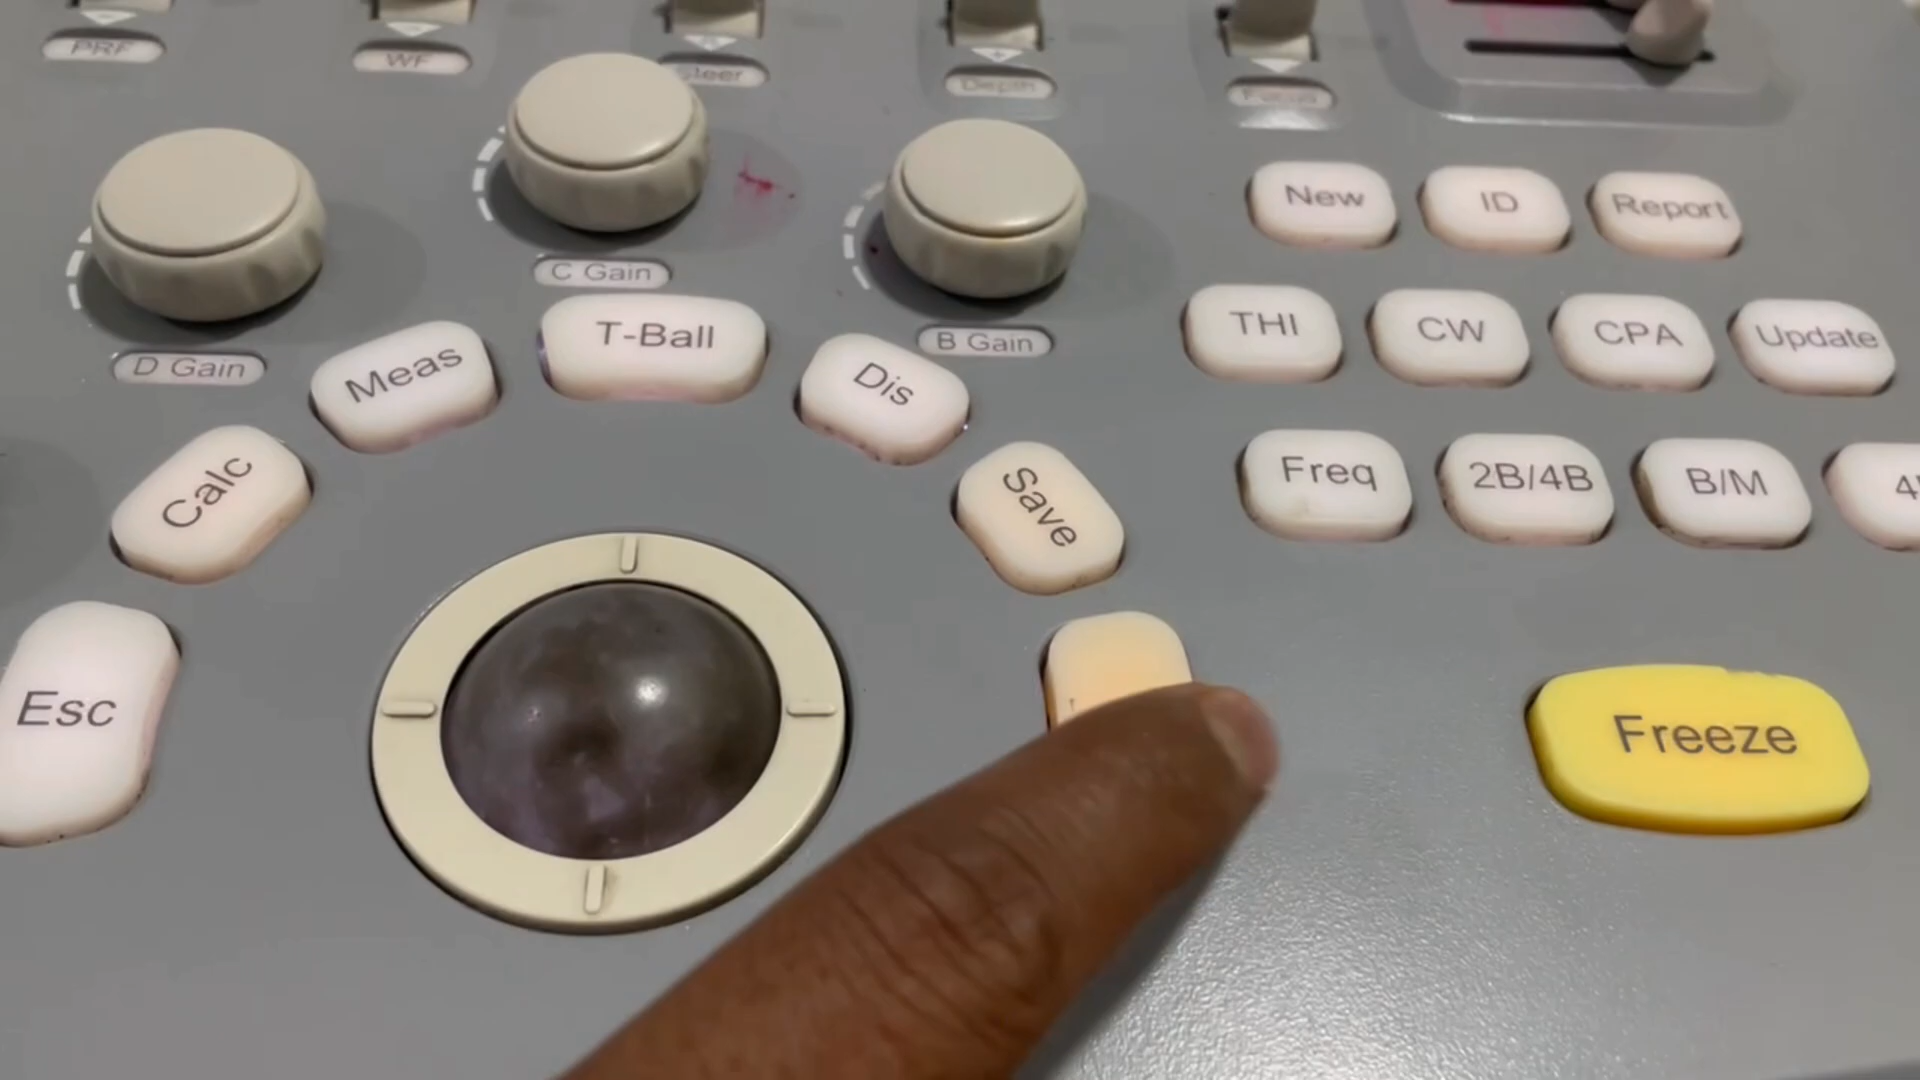 PRF
WF
Steer
Depth
Focus
New
ID
Report
C Gain
THI
CW
CPA
Update
T-Ball
B Gain
D Gain
Meas
Dis
Calc
Save
Freq
2B/4B
B/M
Esc
Freeze